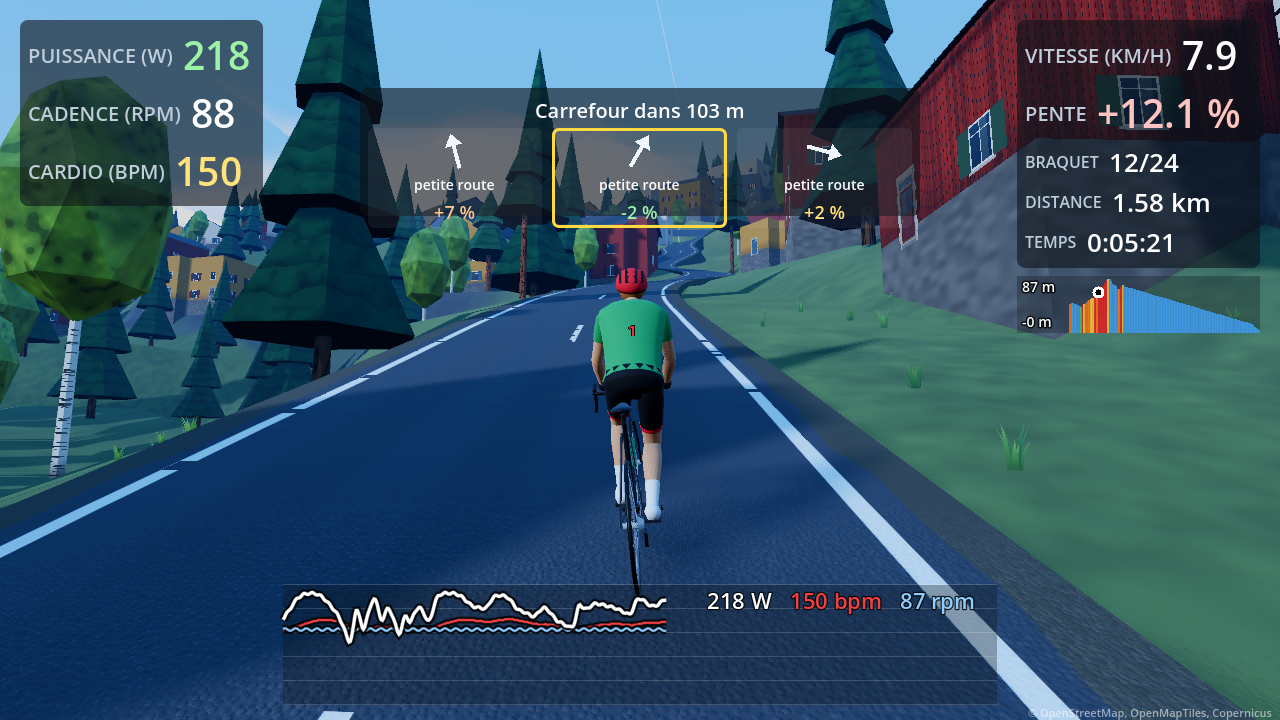 PUISSANCE (W) 218
CADENCE (RPM) 88
CARDIO (BPM) 150
Carrefour dans 103 m
petite route
+7 %
petite route
-2 %
petite route
+2 %
VITESSE (KM/H) 7.9
PENTE +12.1 %
BRAQUET 12/24
DISTANCE 1.58 km
TEMPS 0:05:21
87 m
-0 m
1
218 W 150 bpm 87 rpm
© OpenStreetMap, OpenMapTiles, Copernicus